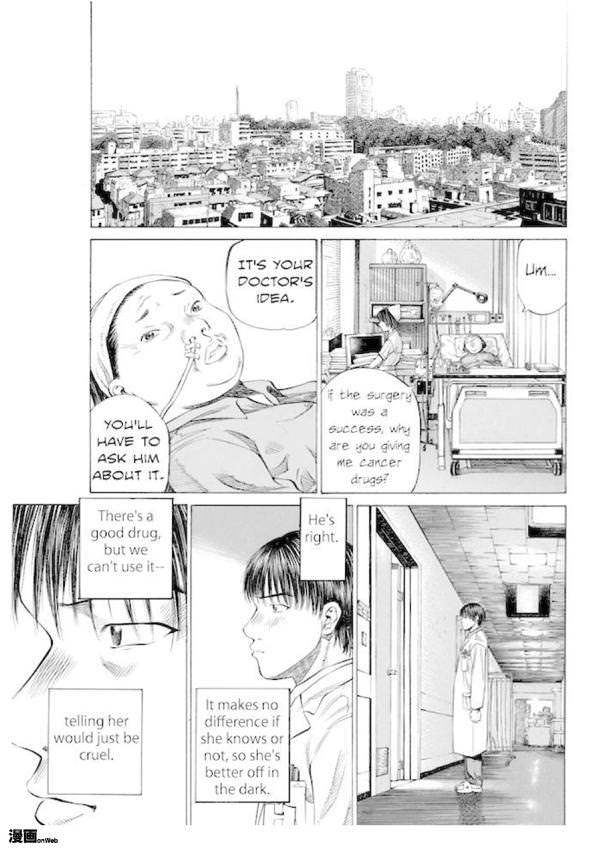 Um...
if the surgery
was a
success, why
are you giving
me cancer
drugs?
IT'S YOUR
DOCTOR'S
IDEA.
YOU'LL
HAVE TO
ASK HIM
ABOUT IT.
He's
right.
It makes no
difference if
she knows or
not, so she's
better off in
the dark.
There's a
good drug,
but we
can't use it--
telling her
would just be
cruel.
漫画onWeb